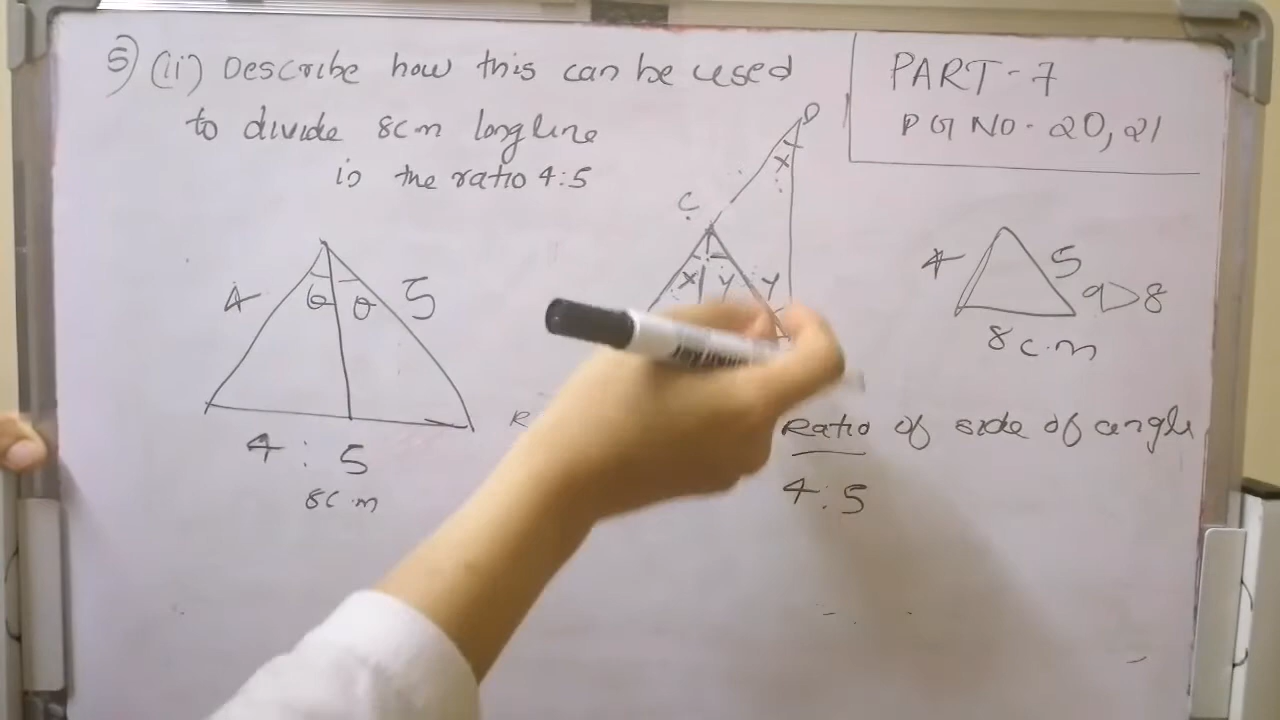 5) (ii) Describe how this can be used
to divide 8cm long line
is the ratio 4:5
PART-7
PG NO. 20,21
4
θ
θ
5
4 : 5
8c.m
P
X
C
X
Y
Y
R
4
5
9>8
8c.m
Ratio of side of angle
4:5